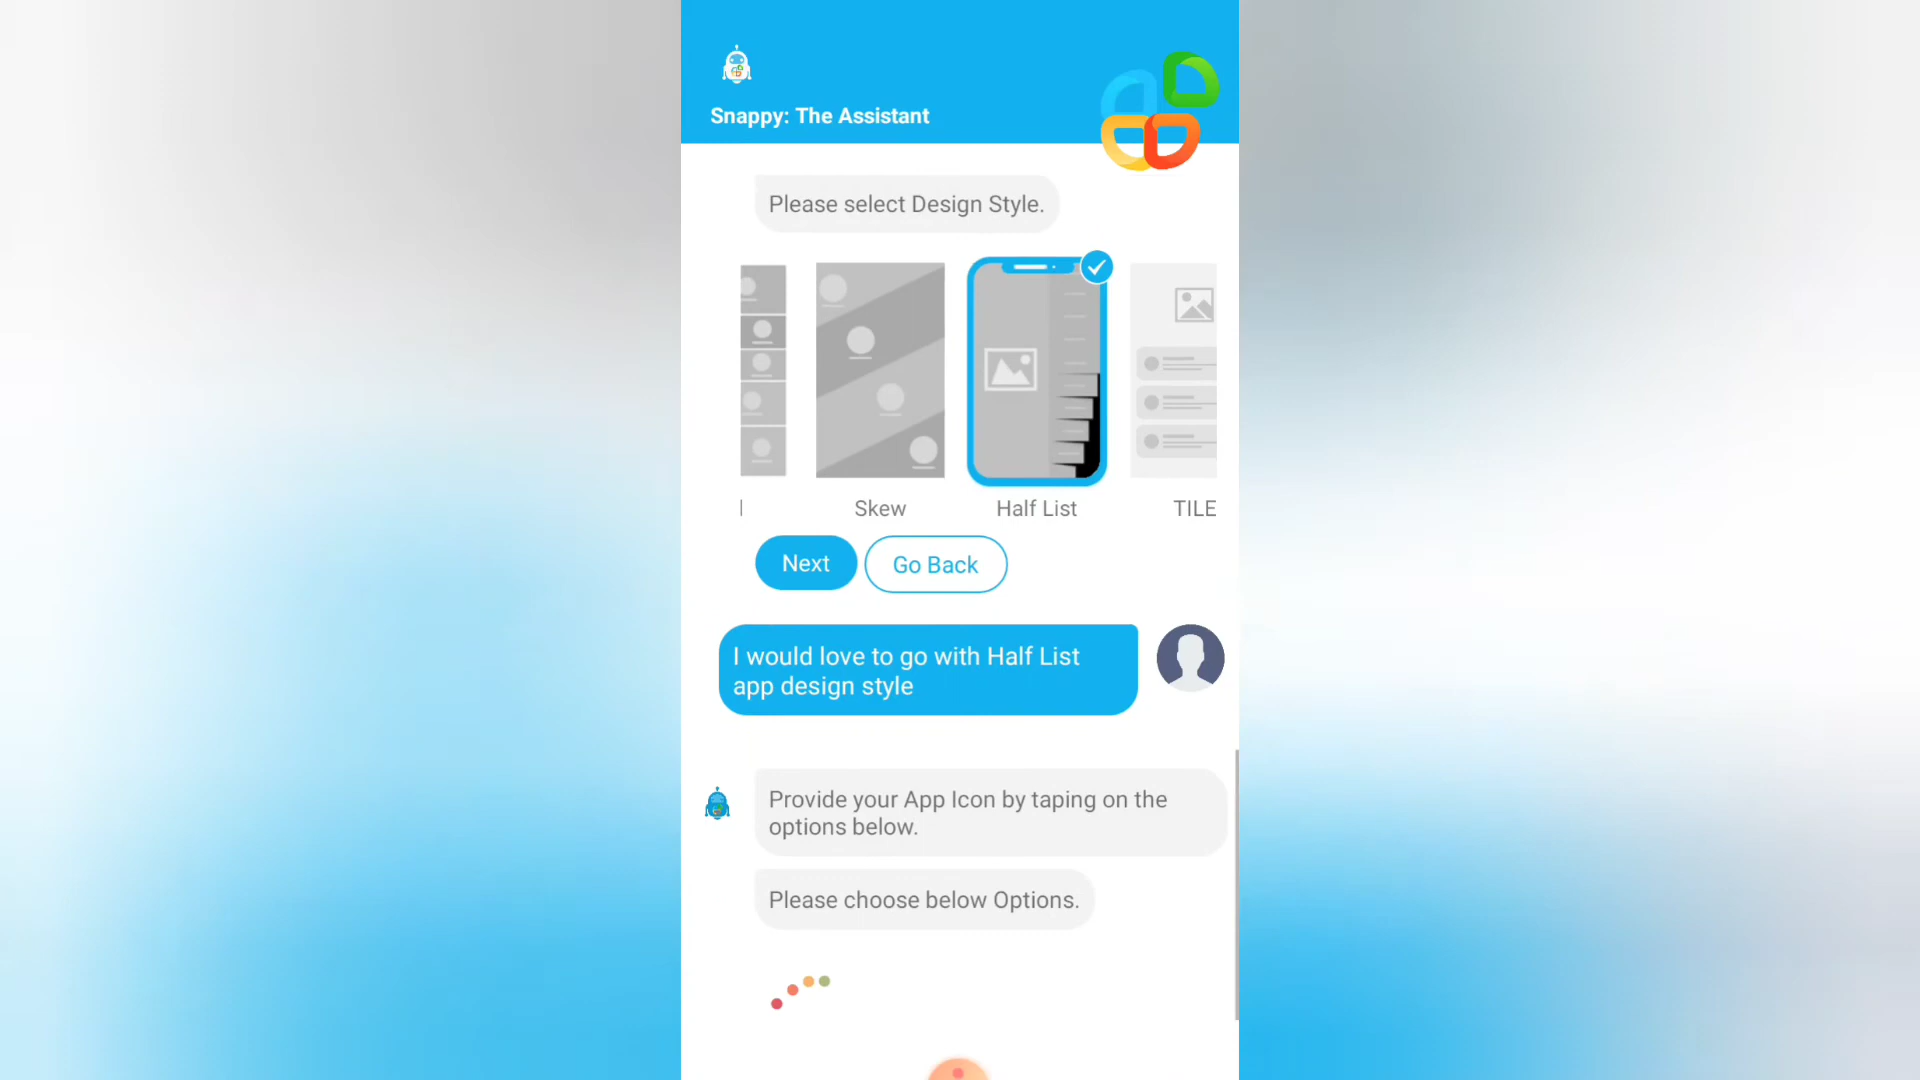 Snappy: The Assistant
Please select Design Style.
Skew
Half List
TILE
Next
Go Back
I would love to go with Half List
app design style
Provide your App Icon by taping on the
options below.
Please choose below Options.